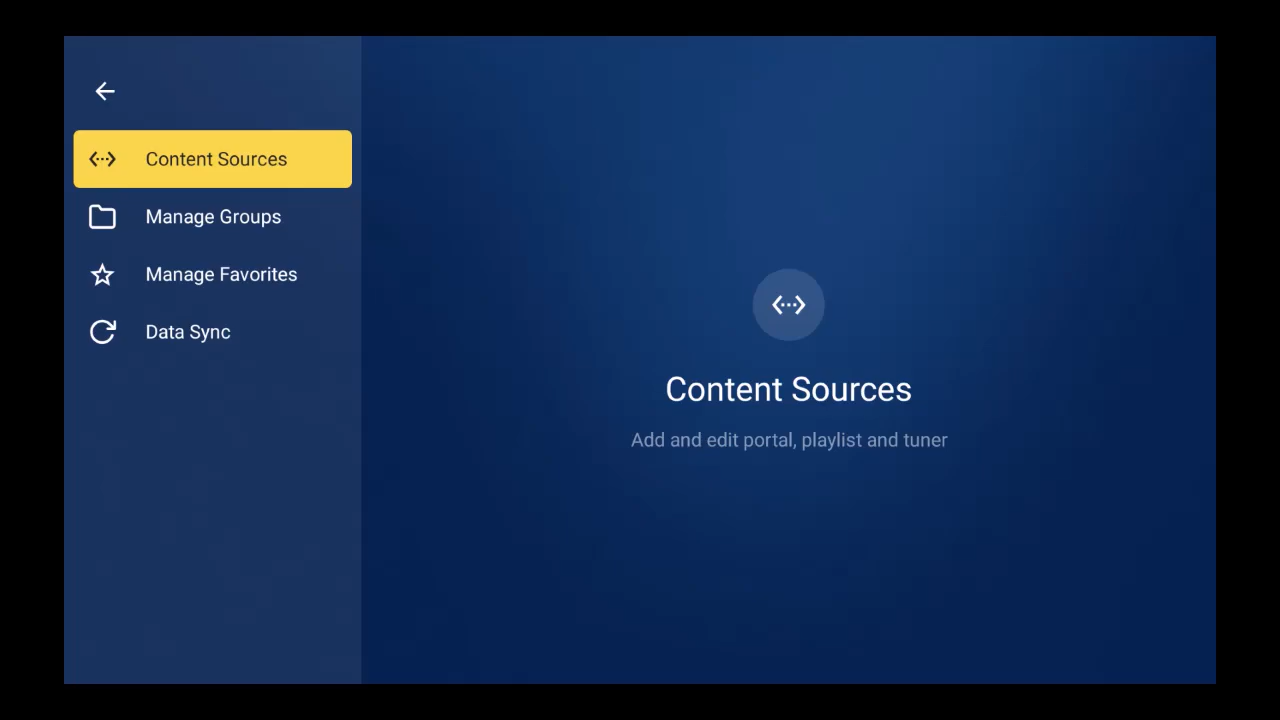 Content Sources
Manage Groups
Manage Favorites
Data Sync
Content Sources
Add and edit portal, playlist and tuner